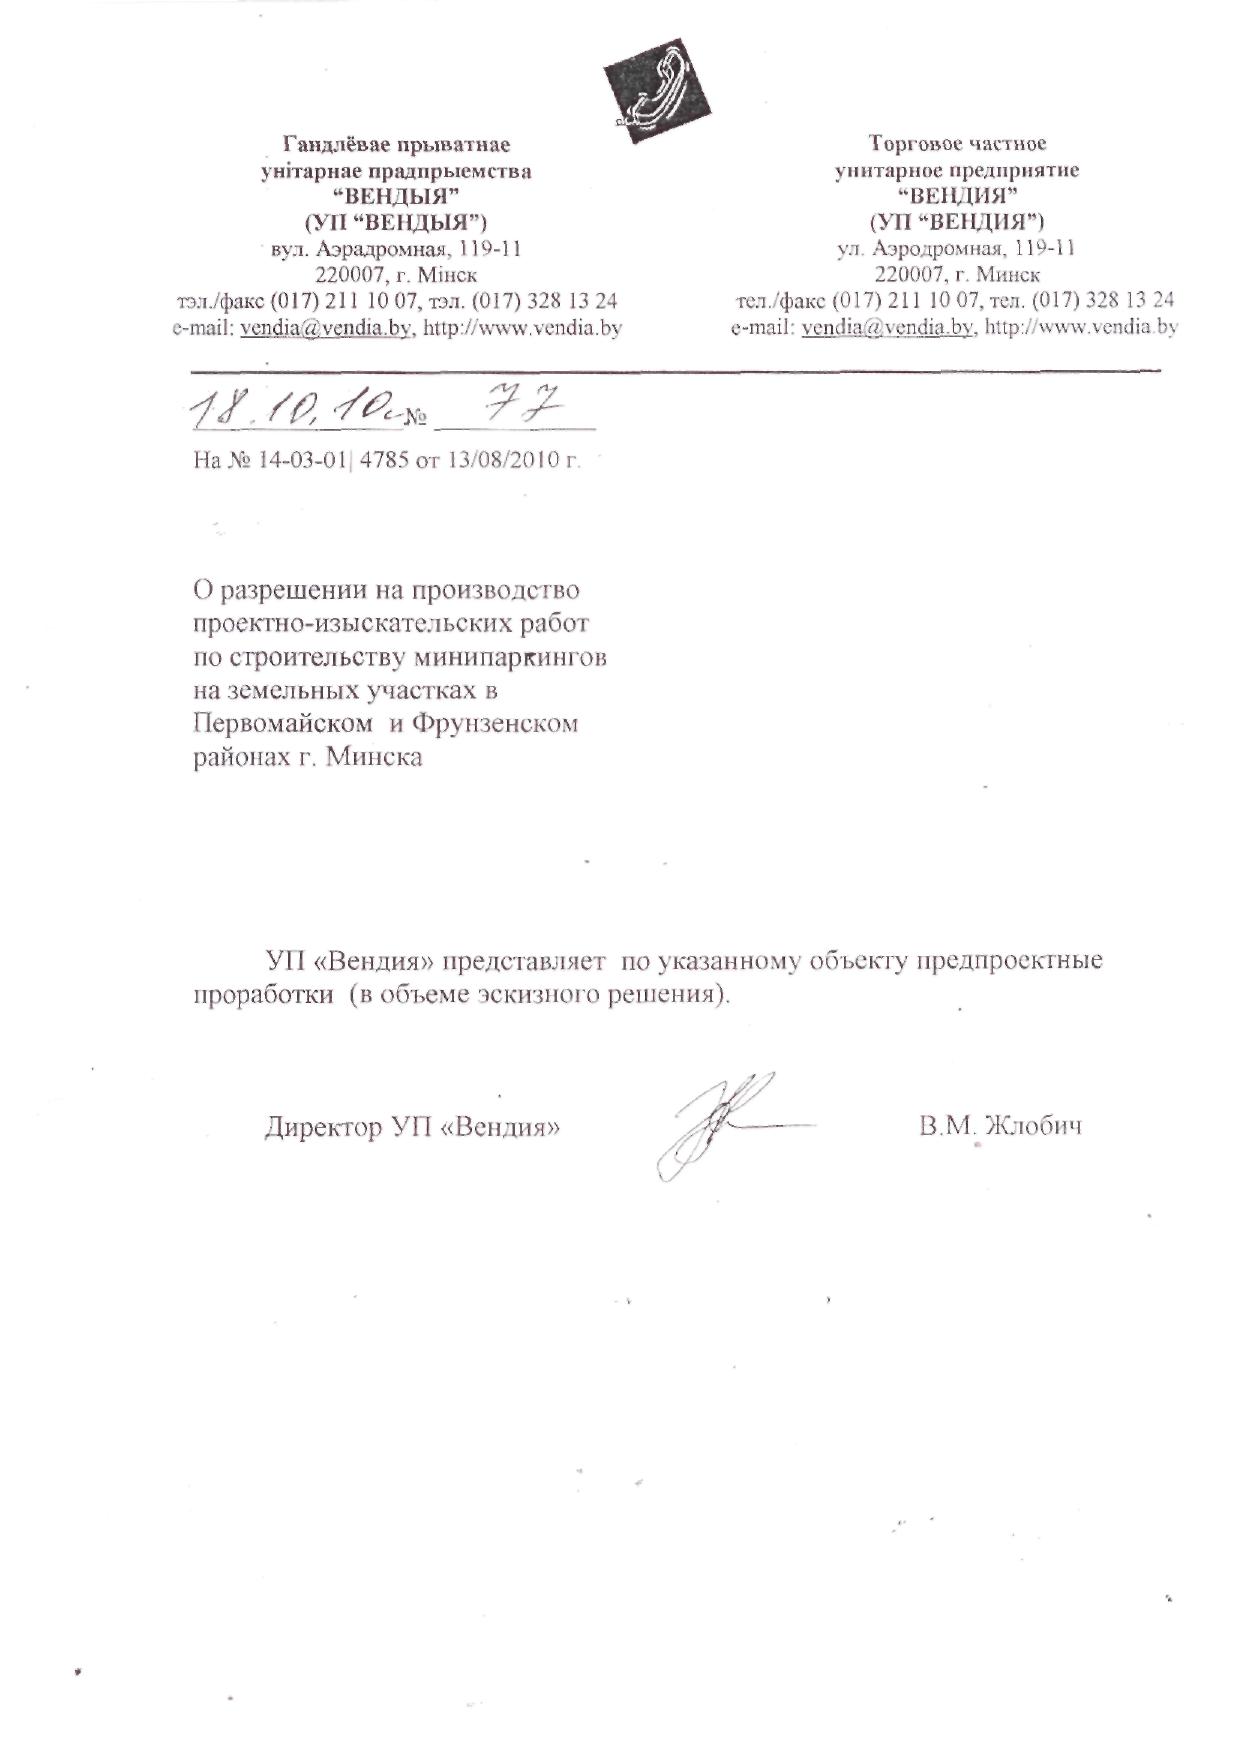 Гандлёвае прыватнае
унітарнае прадпрыемства
“ВЕНДЫЯ”
(УП “ВЕНДЫЯ”)
вул. Аэрадромная, 119-11
220007, г. Мінск
тэл./факс (017) 211 10 07, тэл. (017) 328 13 24
e-mail: vendia@vendia.by, http://www.vendia.by
Торговое частное
унитарное предприятие
“ВЕНДИЯ”
(УП “ВЕНДИЯ”)
ул. Аэродромная, 119-11
220007, г. Минск
тел./факс (017) 211 10 07, тел. (017) 328 13 24
e-mail: vendia@vendia.by, http://www.vendia.by
18.10.10г № 77
На № 14-03-01| 4785 от 13/08/2010 г.
О разрешении на производство
проектно-изыскательских работ
по строительству минипаркингов
на земельных участках в
Первомайском и Фрунзенском
районах г. Минска
УП «Вендия» представляет по указанному объекту предпроектные
проработки (в объеме эскизного решения).
Директор УП «Вендия» В.М. Жлобич